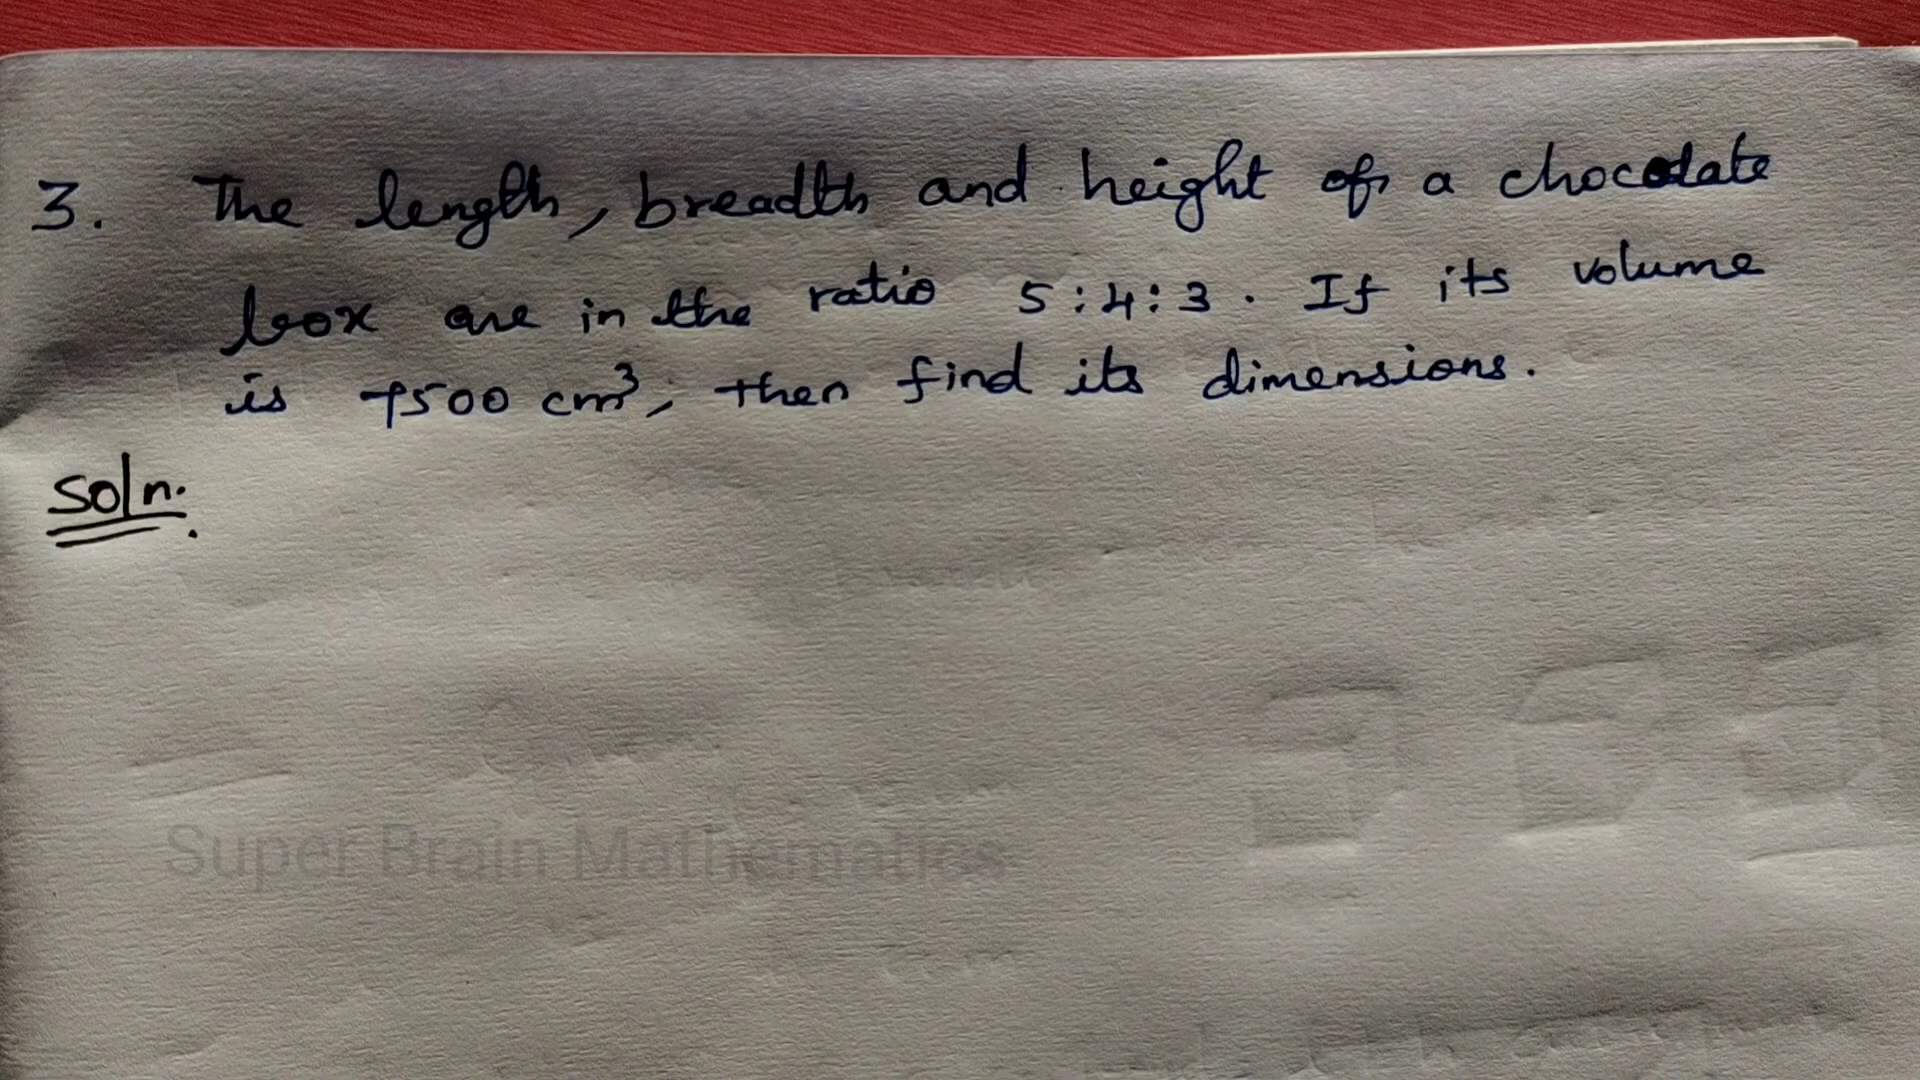 3. The length, breadth and height of a chocolate
box are in the ratio 5:4:3. If its volume
is 7500 cm³, then find its dimensions.
Soln.
Super Brain Mathematics